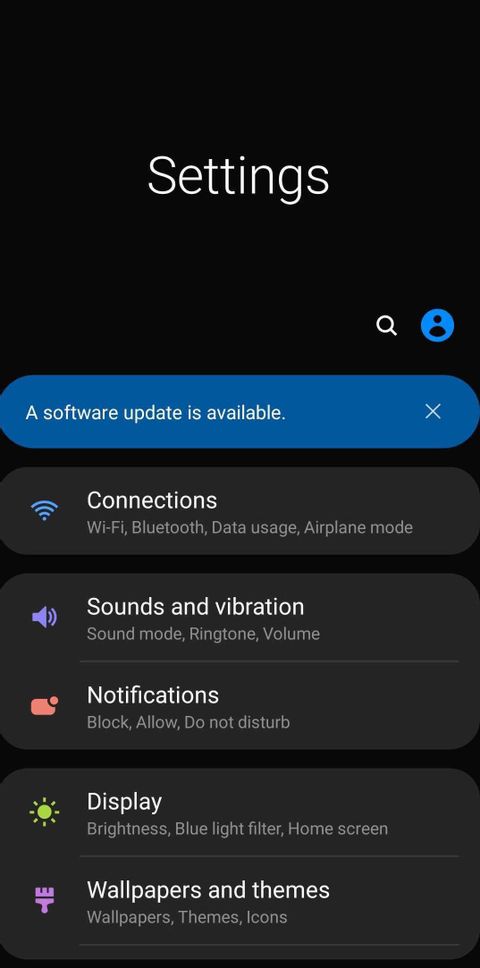 Settings
A software update is available.
Connections
Wi-Fi, Bluetooth, Data usage, Airplane mode
Sounds and vibration
Sound mode, Ringtone, Volume
Notifications
Block, Allow, Do not disturb
Display
Brightness, Blue light filter, Home screen
Wallpapers and themes
Wallpapers, Themes, Icons